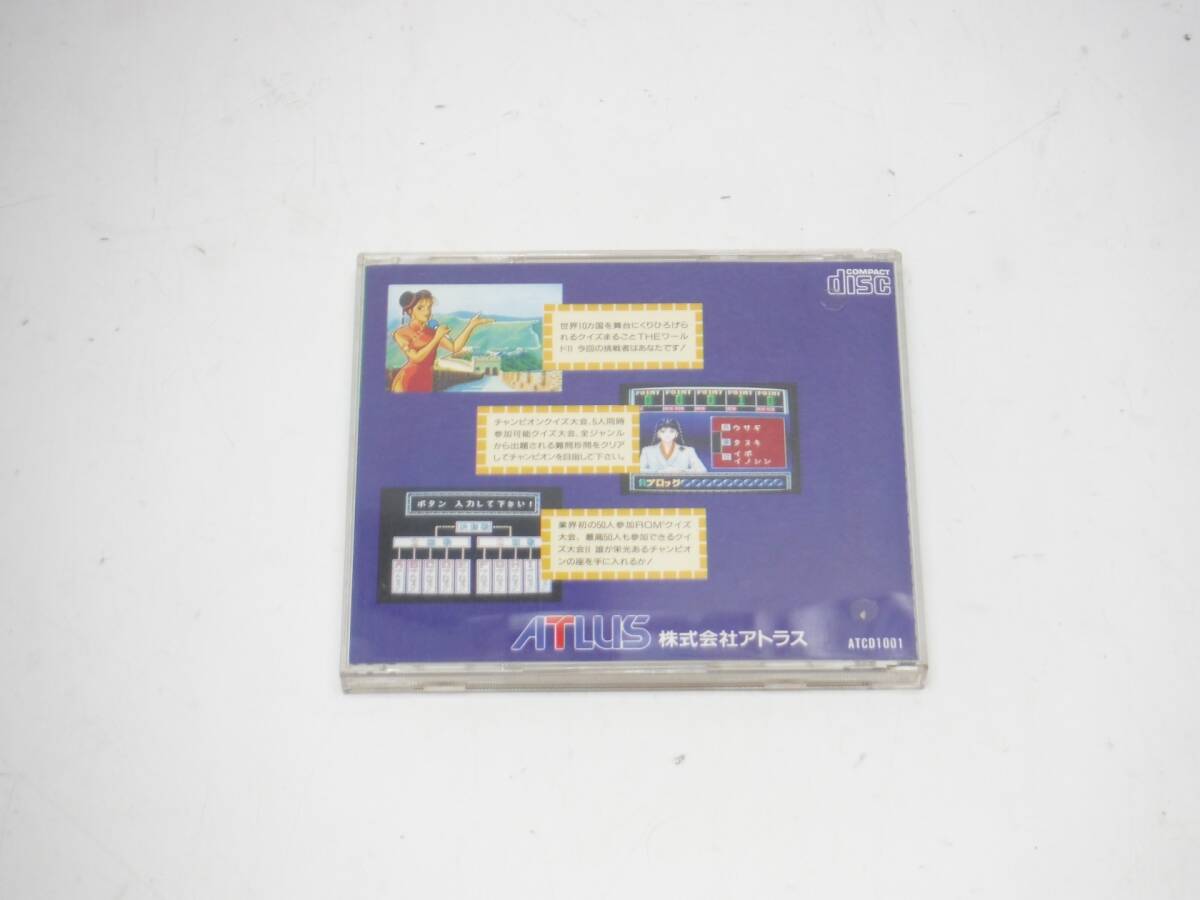 COMPACT
disc
世界10カ国を舞台にくりひろげら
れるクイズまるごとTHEワール
ド!! 今回の挑戦者はあなたです!
POINT POINT POINT POINT POINT
0 0 0 1 0
チャンピオンクイズ大会、5人同時
参加可能クイズ大会、全ジャンル
から出題される難問珍問をクリア
してチャンピオンを目指して下さい。
ウサギ
タヌキ
イボ
イノシシ
ブロック
ボタン 入力して下さい!
業界初の50人参加ROM²クイズ
大会、最高50人も参加できるクイ
ズ大会!! 誰が栄光あるチャンピオ
ンの座を手に入れるか!
ATLUS 株式会社アトラス
ATCD1001